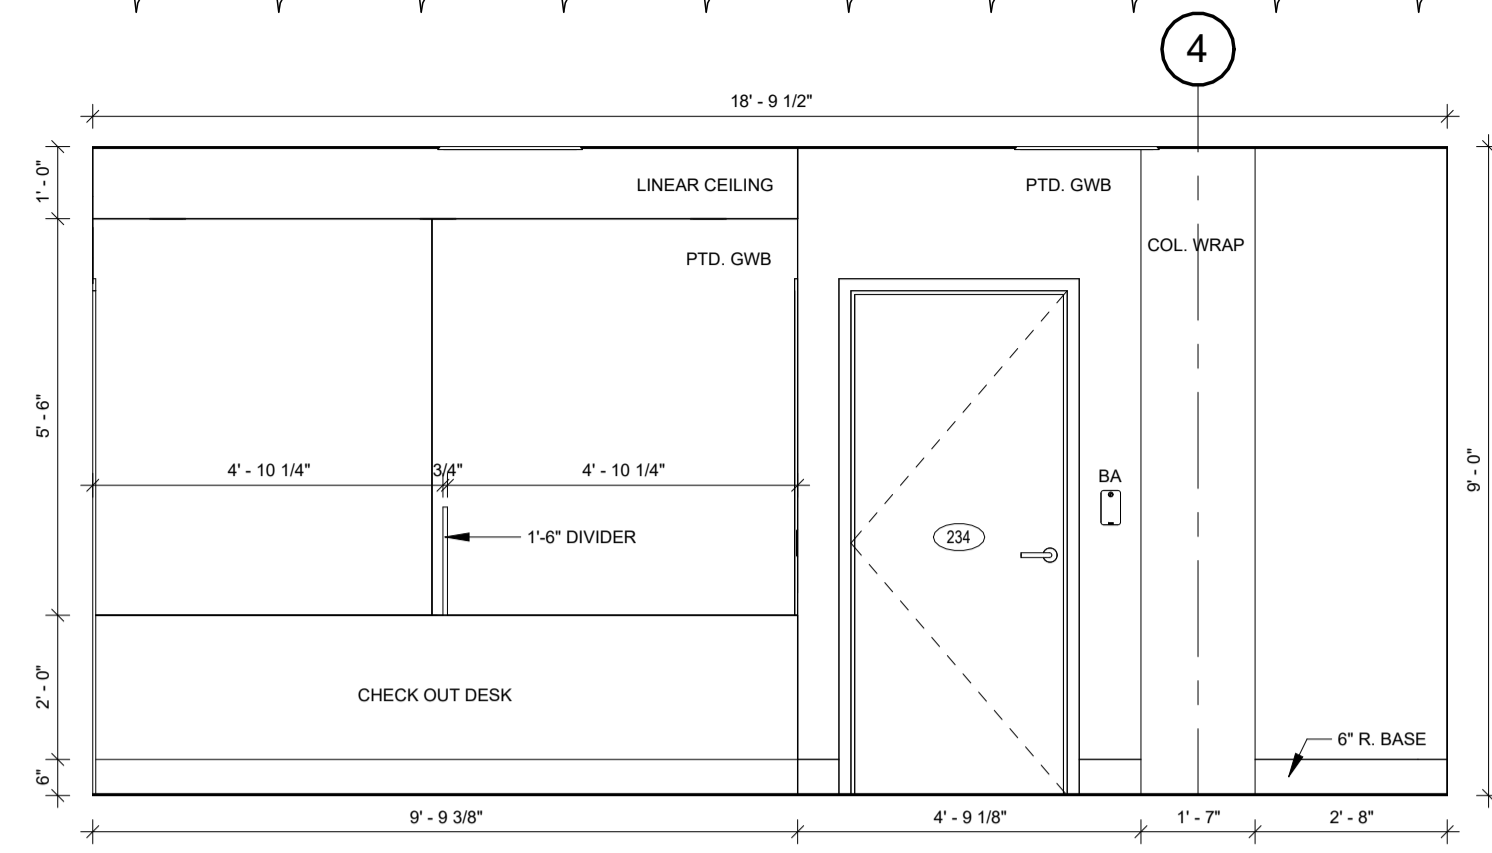 4
18' - 9 1/2"
1' - 0"
LINEAR CEILING
PTD. GWB
COL. WRAP
PTD. GWB
5' - 6"
4' - 10 1/4"
3/4"
4' - 10 1/4"
BA
9' - 0"
1'-6" DIVIDER
234
2' - 0"
CHECK OUT DESK
6" R. BASE
6"
9' - 9 3/8"
4' - 9 1/8"
1' - 7"
2' - 8"